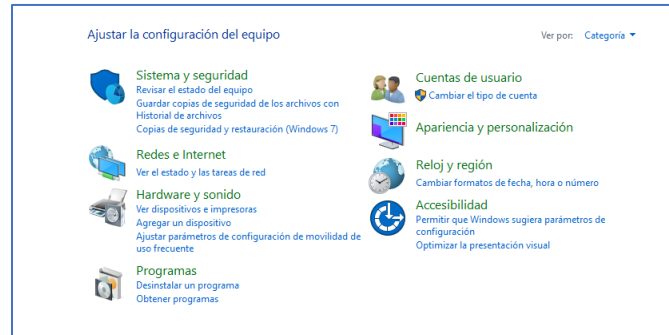 Ajustar la configuración del equipo
Ver por: Categoría
Sistema y seguridad
Revisar el estado del equipo
Guardar copias de seguridad de los archivos con
Historial de archivos
Copias de seguridad y restauración (Windows 7)
Redes e Internet
Ver el estado y las tareas de red
Hardware y sonido
Ver dispositivos e impresoras
Agregar un dispositivo
Ajustar parámetros de configuración de movilidad de
uso frecuente
Programas
Desinstalar un programa
Obtener programas
Cuentas de usuario
Cambiar el tipo de cuenta
Apariencia y personalización
Reloj y región
Cambiar formatos de fecha, hora o número
Accesibilidad
Permitir que Windows sugiera parámetros de
configuración
Optimizar la presentación visual